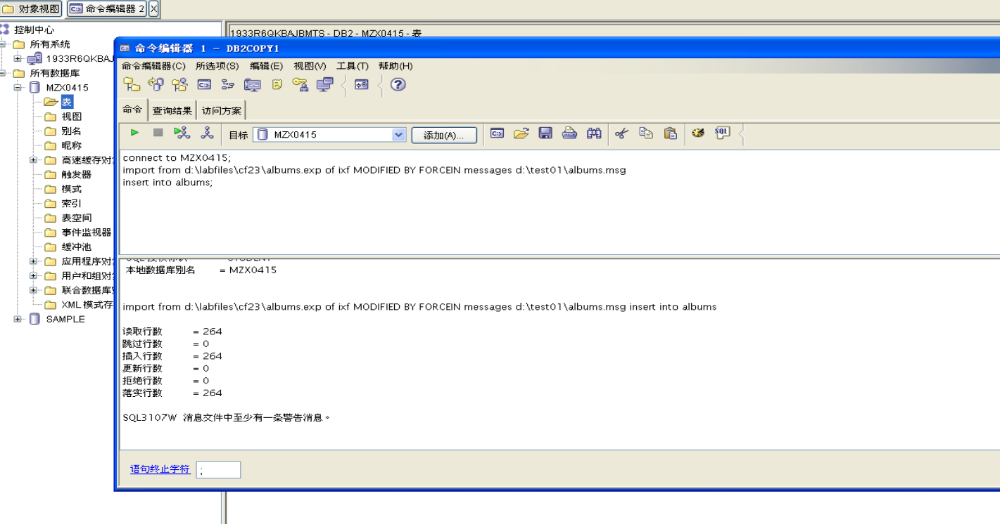 对象视图
命令编辑器 2
X
控制中心
所有系统
1933R6QKBAJ
所有数据库
MZX0415
表
视图
别名
昵称
高速缓存对
触发器
模式
索引
表空间
事件监视器
缓冲池
应用程序对
用户和组对
联合数据库
XML 模式存
SAMPLE
1933R6QKBAJBMTS - DB2 - MZX0415 - 表
命令编辑器 1 - DB2COPY1
命令编辑器(C) 所选项(S) 编辑(E) 视图(V) 工具(T) 帮助(H)
命令 查询结果 访问方案
目标 MZX0415 添加(A)... SQL
connect to MZX0415;
import from d:\labfiles\cf23\albums.exp of ixf MODIFIED BY FORCEIN messages d:\test01\albums.msg
insert into albums;
本地数据库别名 = MZX0415
import from d:\labfiles\cf23\albums.exp of ixf MODIFIED BY FORCEIN messages d:\test01\albums.msg insert into albums
读取行数 = 264
跳过行数 = 0
插入行数 = 264
更新行数 = 0
拒绝行数 = 0
落实行数 = 264
SQL3107W 消息文件中至少有一条警告消息。
语句终止字符 ;